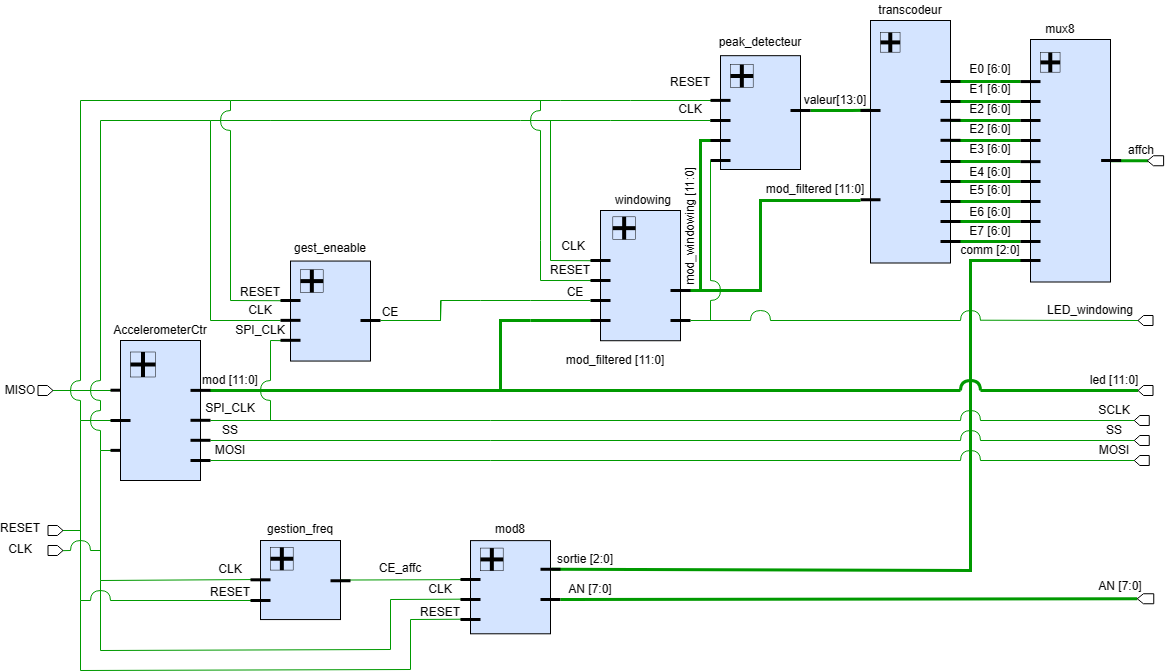 transcodeur
mux8
peak_detecteur
E0 [6:0]
RESET
E1 [6:0]
valeur[13:0]
CLK
E2 [6:0]
E2 [6:0]
E3 [6:0]
affch
E4 [6:0]
mod_filtered [11:0]
E5 [6:0]
mod_windowing [11:0]
windowing
E6 [6:0]
E7 [6:0]
gest_eneable
CLK
comm [2:0]
RESET
RESET
CE
CLK
CE
LED_windowing
AccelerometerCtr
SPI_CLK
mod_filtered [11:0]
MISO
mod [11:0]
led [11:0]
SPI_CLK
SCLK
SS
SS
MOSI
MOSI
RESET
gestion_freq
mod8
CLK
sortie [2:0]
CLK
CE_affc
RESET
CLK
AN [7:0]
AN [7:0]
RESET